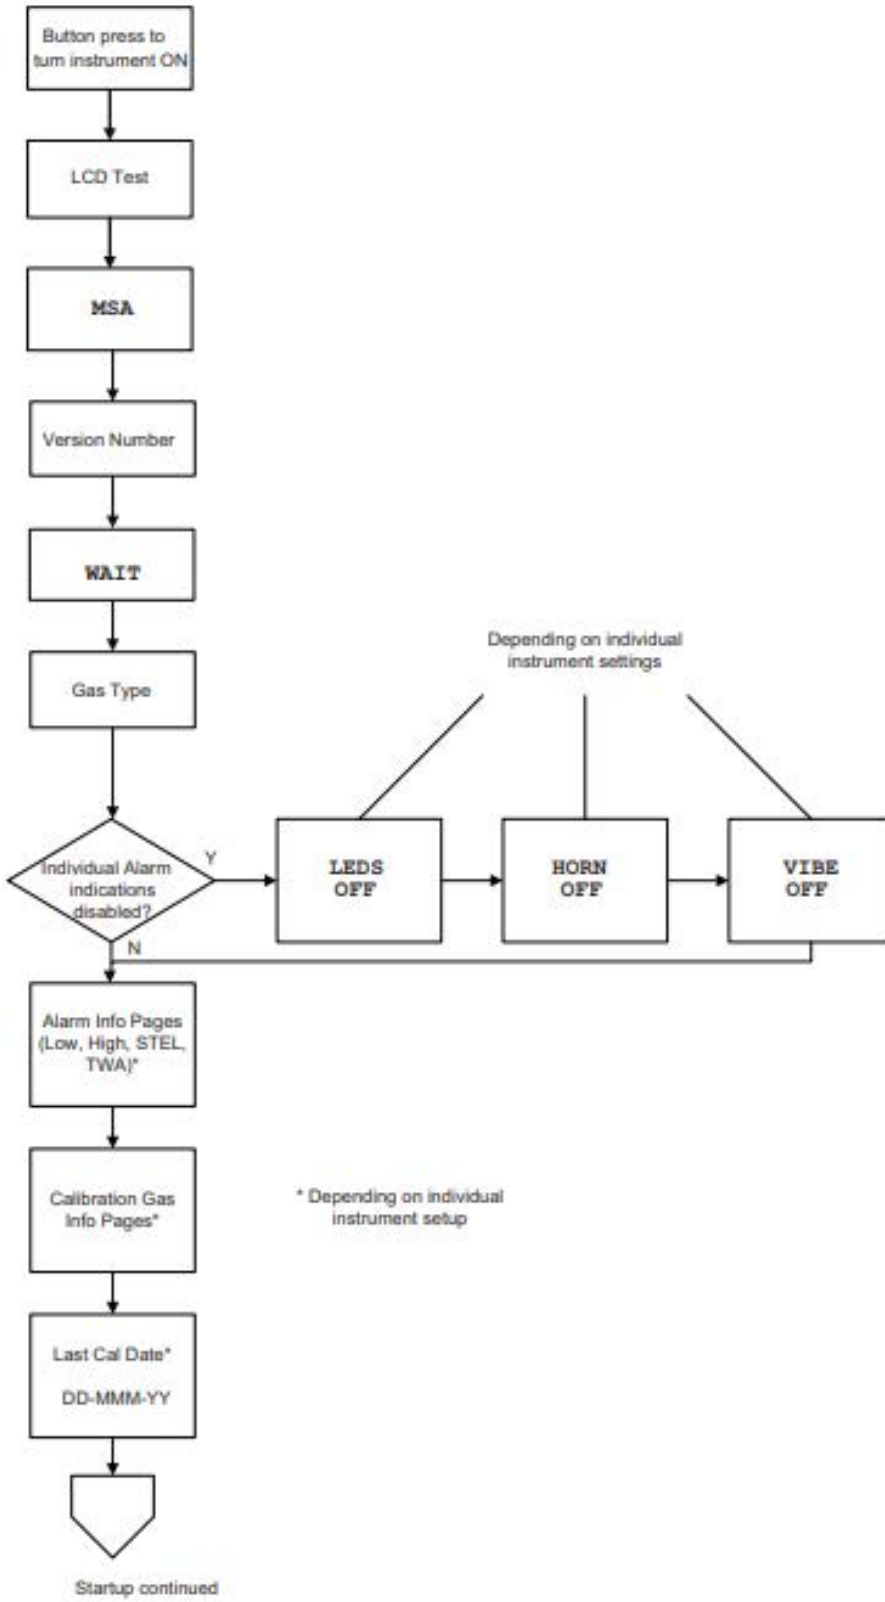 Button press to
turn instrument ON
LCD Test
MSA
Version Number
WAIT
Gas Type
Depending on individual
instrument settings
Individual Alarm
indications
disabled?
Y
N
LEDS
OFF
HORN
OFF
VIBE
OFF
Alarm Info Pages
(Low, High, STEL,
TWA)*
Calibration Gas
Info Pages*
* Depending on individual
instrument setup
Last Cal Date*
DD-MMM-YY
Startup continued